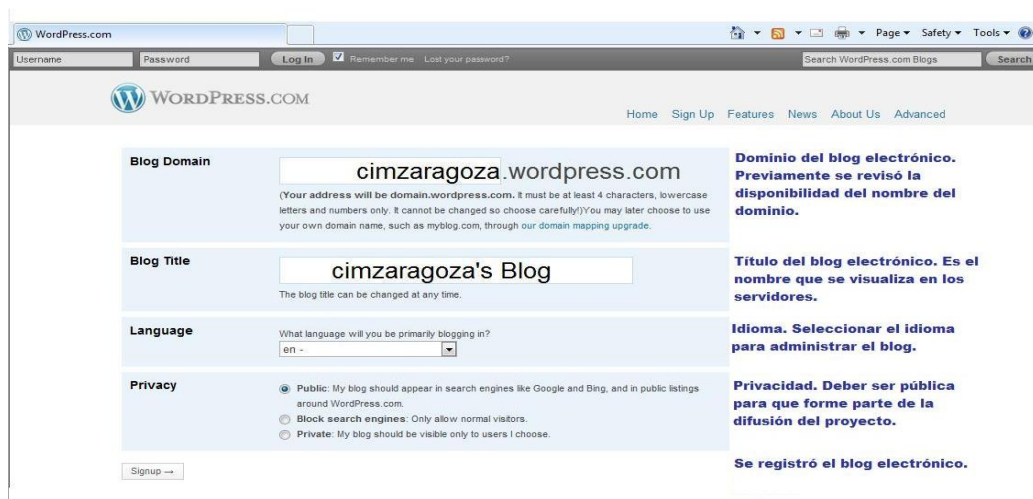 WordPress.com
Page Safety Tools
Username Password Log In Remember me Lost your password? Search WordPress.com Blogs Search
WORDPRESS.COM
Home Sign Up Features News About Us Advanced
Blog Domain
cimzaragoza.wordpress.com
(Your address will be domain.wordpress.com. It must be at least 4 characters, lowercase
letters and numbers only. It cannot be changed so choose carefully!)You may later choose to use
your own domain name, such as myblog.com, through our domain mapping upgrade.
Dominio del blog electrónico.
Previamente se revisó la
disponibilidad del nombre del
dominio.
Blog Title
cimzaragoza's Blog
The blog title can be changed at any time.
Título del blog electrónico. Es el
nombre que se visualiza en los
servidores.
Language
What language will you be primarily blogging in?
en -
Idioma. Seleccionar el idioma
para administrar el blog.
Privacy
Public: My blog should appear in search engines like Google and Bing, and in public listings
around WordPress.com.
Block search engines: Only allow normal visitors.
Private: My blog should be visible only to users I choose.
Privacidad. Deber ser pública
para que forme parte de la
difusión del proyecto.
Signup →
Se registró el blog electrónico.